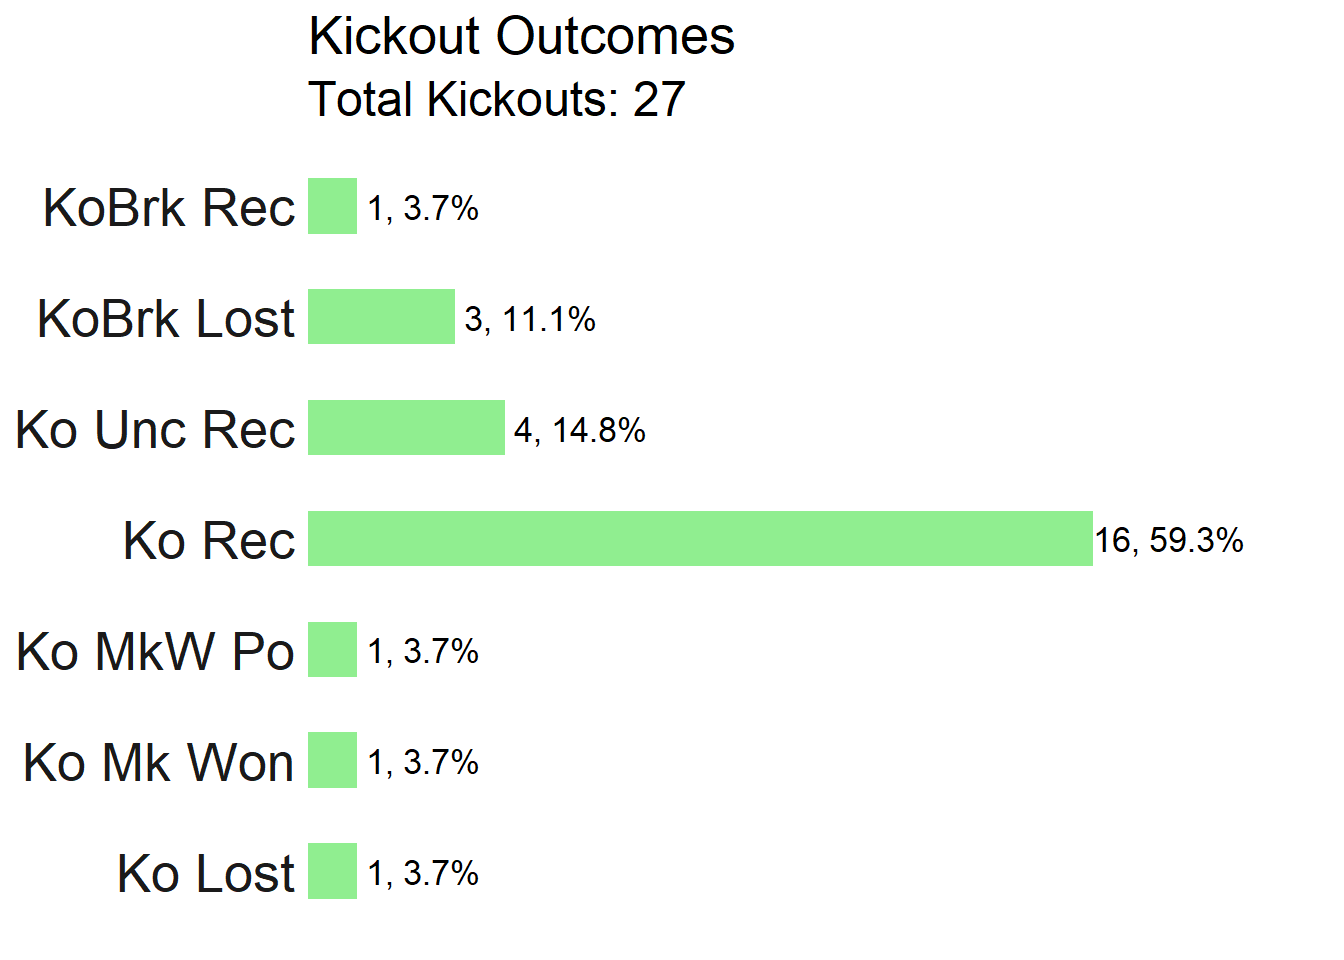 Kickout Outcomes
Total Kickouts: 27
KoBrk Rec 1, 3.7%
KoBrk Lost 3, 11.1%
Ko Unc Rec 4, 14.8%
Ko Rec 16, 59.3%
Ko MkW Po 1, 3.7%
Ko Mk Won 1, 3.7%
Ko Lost 1, 3.7%